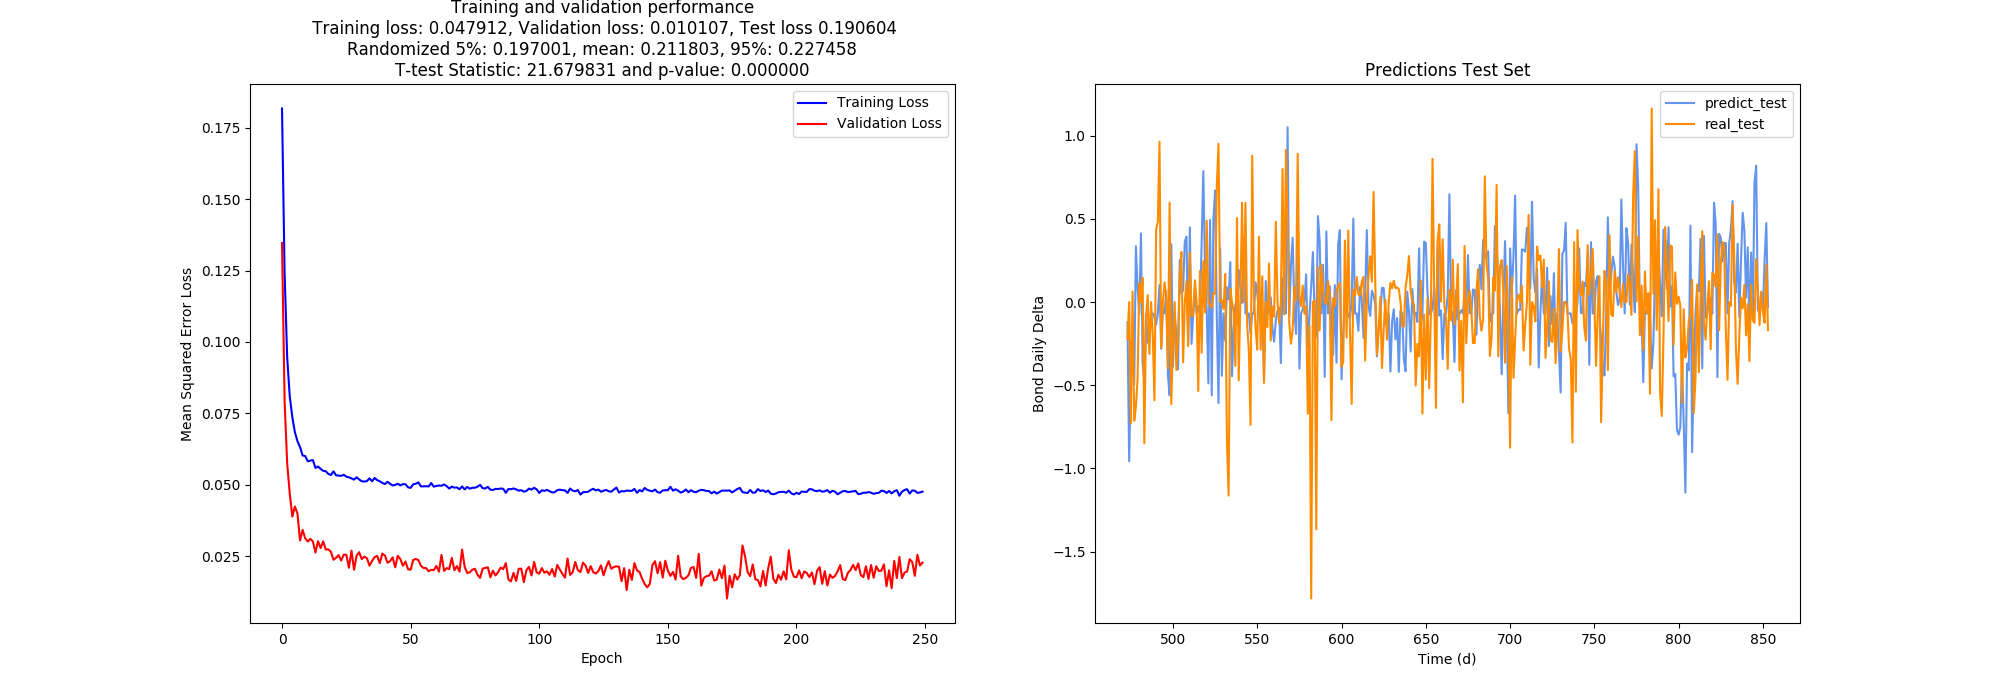 Training and validation performance
Training loss: 0.047912, Validation loss: 0.010107, Test loss 0.190604
Randomized 5%: 0.197001, mean: 0.211803, 95%: 0.227458
T-test Statistic: 21.679831 and p-value: 0.000000
Training Loss
Validation Loss
0.175
0.150
0.125
0.100
0.075
0.050
0.025
Mean Squared Error Loss
0
50
100
150
200
250
Epoch
Predictions Test Set
predict_test
real_test
1.0
0.5
0.0
−0.5
−1.0
−1.5
Bond Daily Delta
500
550
600
650
700
750
800
850
Time (d)